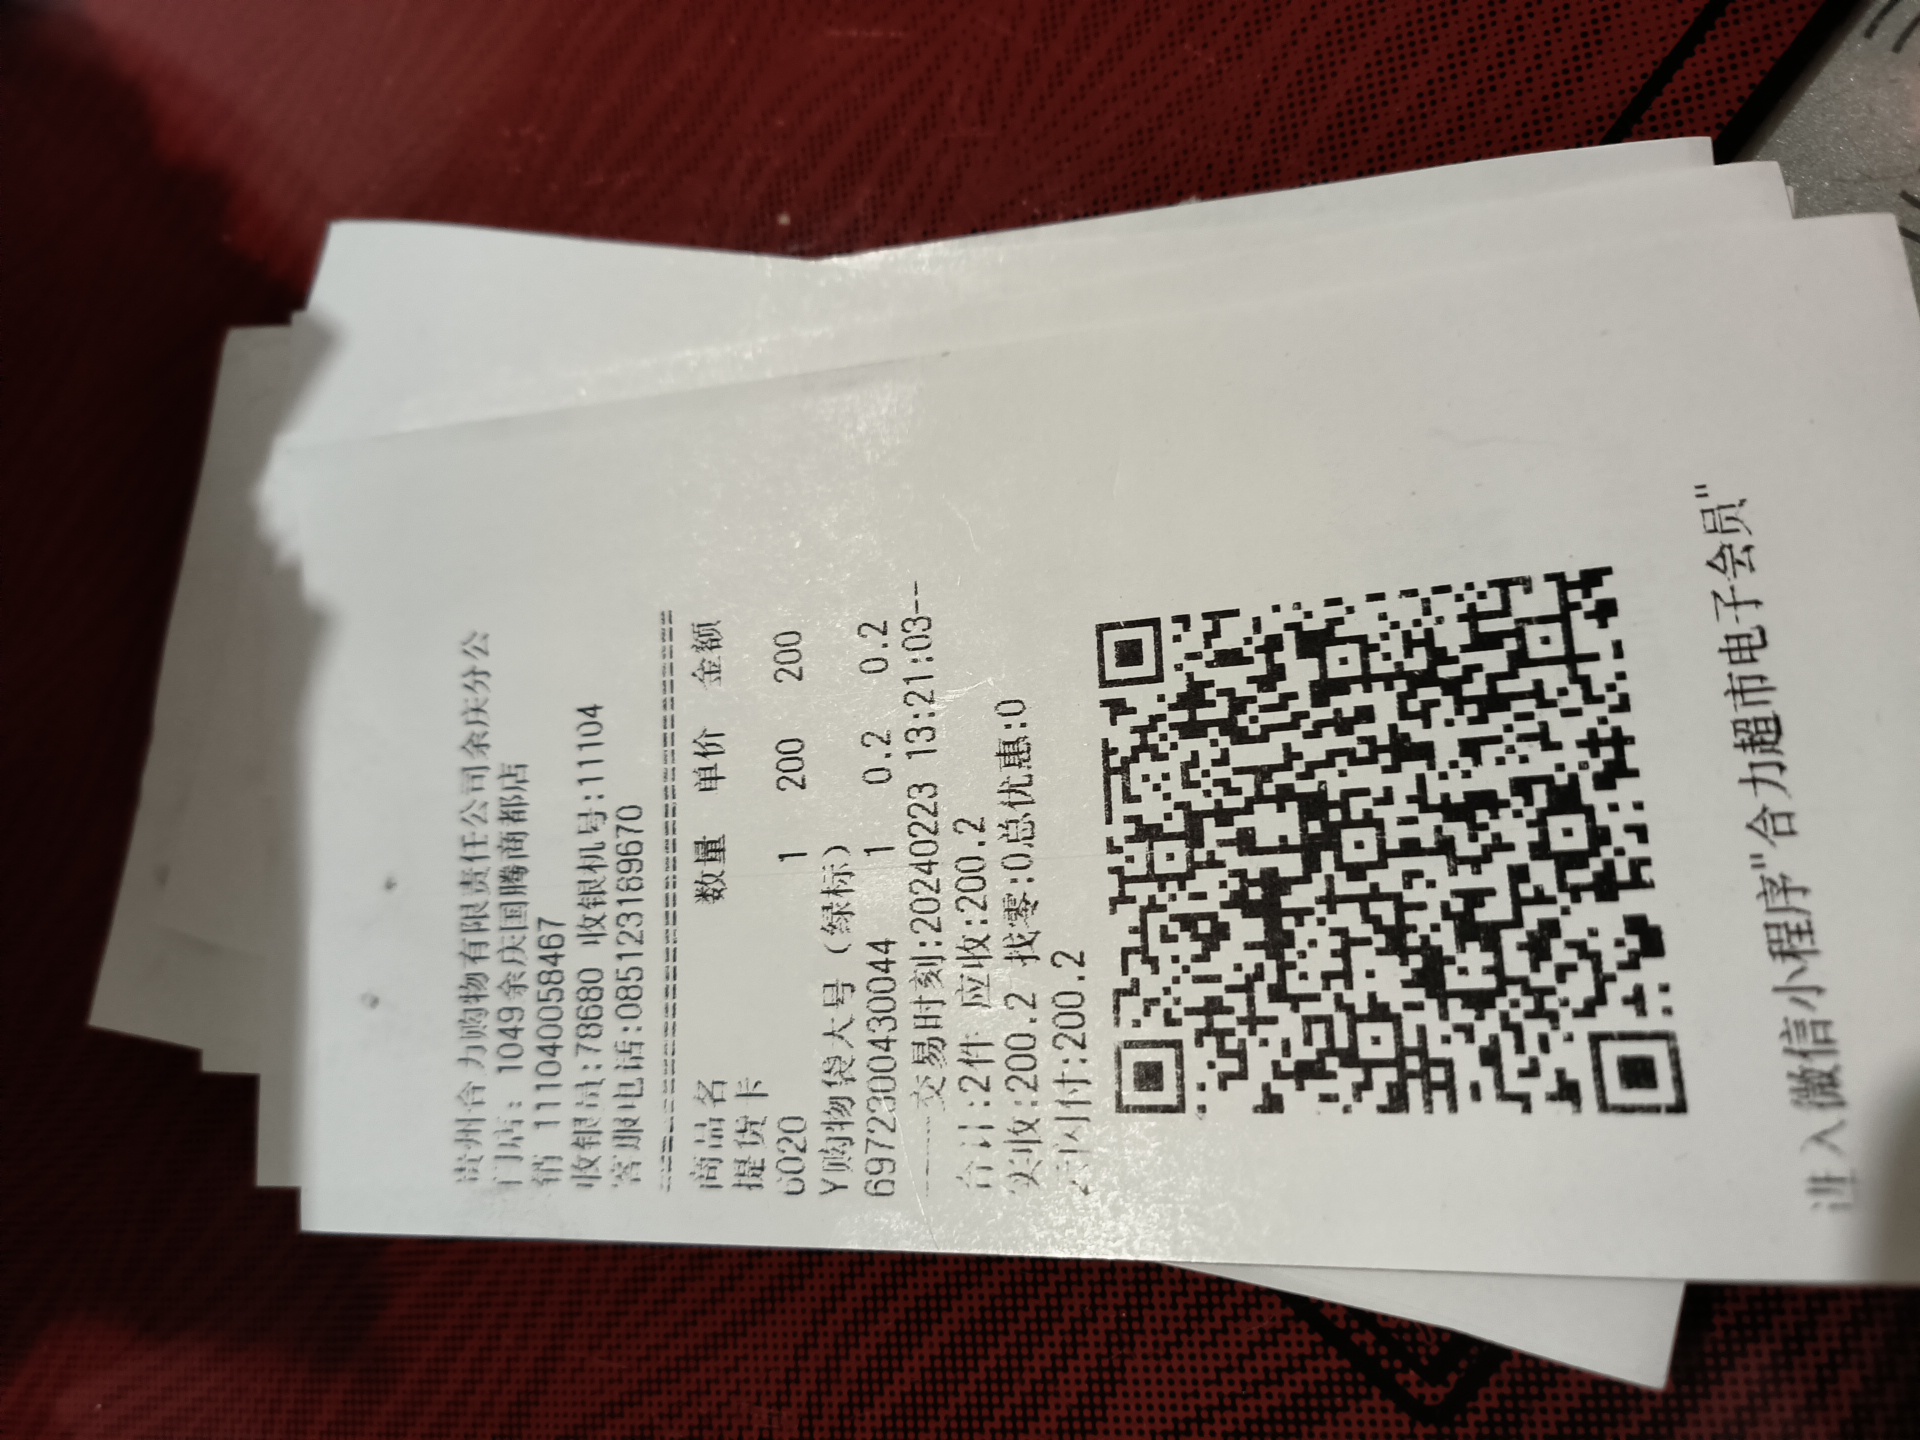 贵州合力购物有限责任公司余庆分公
门店: 1049余庆国腾商都店
销 111040058467
收银员:78680 收银机号:11104
客服电话:085123169670
商品名 数量 单价 金额
提货卡
6020 1 200 200
Y购物袋大号(绿标)
6972300430044 1 0.2 0.2
----交易时刻:20240223 13:21:03--
合计:2件 应收:200.2
实收:200.2 找零:0总优惠:0
云闪付:200.2
进入微信小程序"合力超市电子会员"